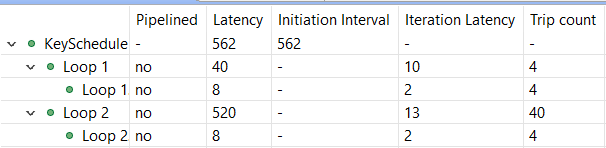 Pipelined Latency Initiation Interval Iteration Latency Trip count
KeySchedule - 562 562 - -
Loop 1 no 40 - 10 4
Loop 1. no 8 - 2 4
Loop 2 no 520 - 13 40
Loop 2 no 8 - 2 4